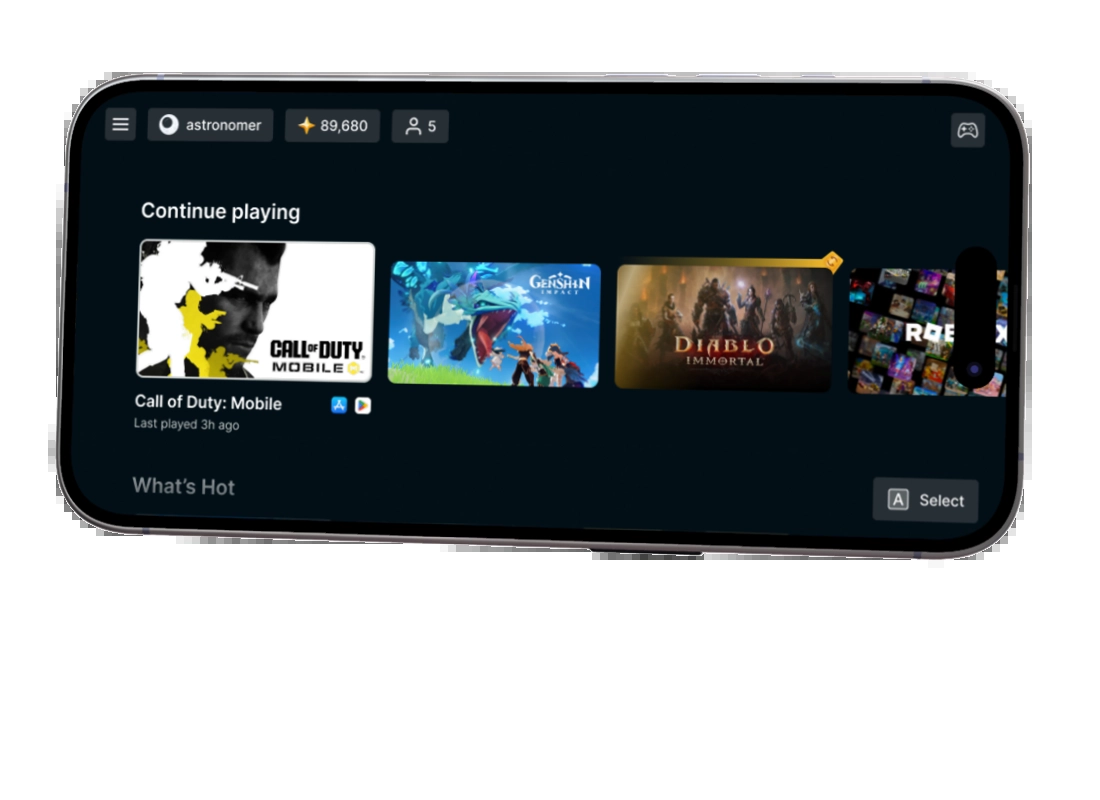 astronomer
89,680
5
Continue playing
GENSHIN
IMPACT
CALL OF DUTY
MOBILE
DIABLO
IMMORTAL
Call of Duty: Mobile
Last played 3h ago
What's Hot
A Select